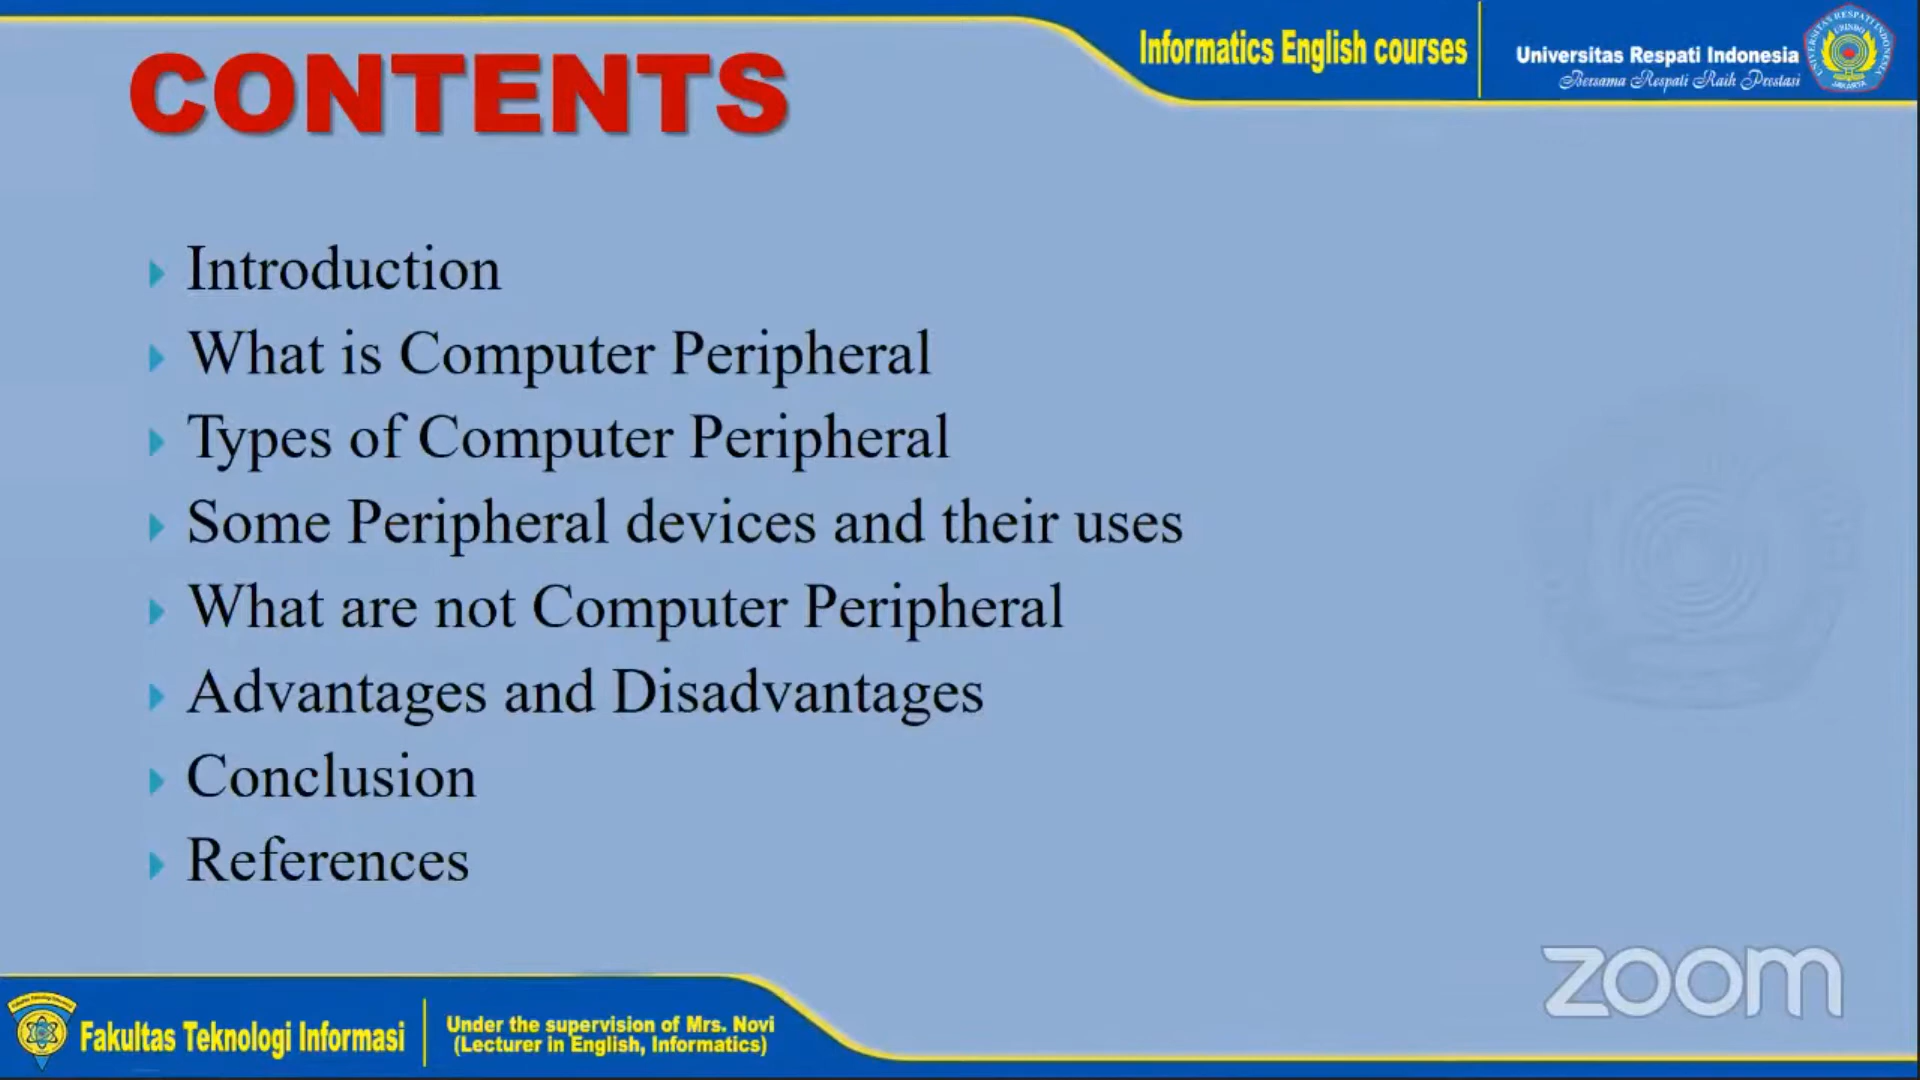 CONTENTS
Informatics English courses
Universitas Respati Indonesia
Bersama Respati Raih Prestasi
Introduction
What is Computer Peripheral
Types of Computer Peripheral
Some Peripheral devices and their uses
What are not Computer Peripheral
Advantages and Disadvantages
Conclusion
References
zoom
Fakultas Teknologi Informasi
Under the supervision of Mrs. Novi
(Lecturer in English, Informatics)